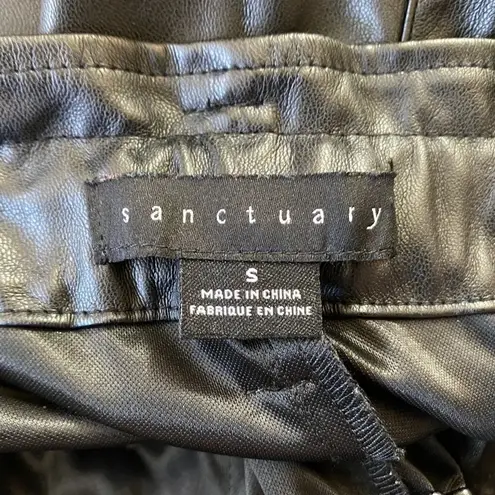 sanctuary
S
MADE IN CHINA
FABRIQUE EN CHINE